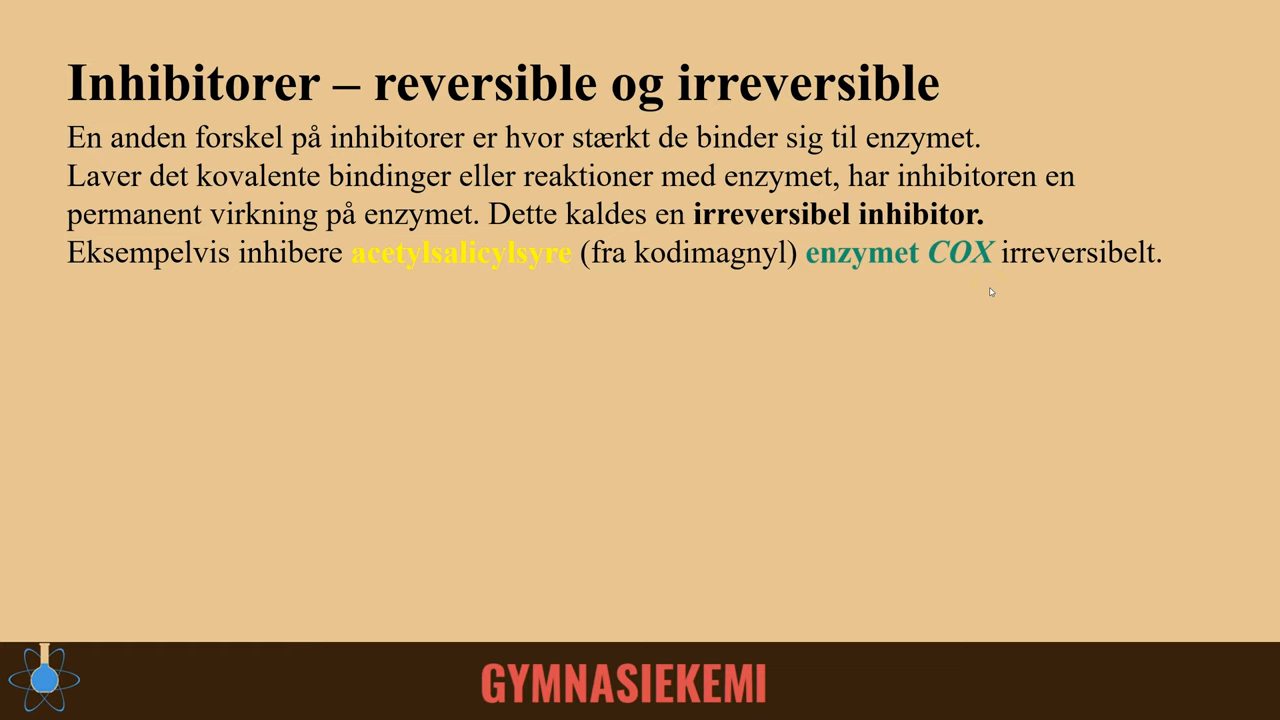 Inhibitorer – reversible og irreversible
En anden forskel på inhibitorer er hvor stærkt de binder sig til enzymet.
Laver det kovalente bindinger eller reaktioner med enzymet, har inhibitoren en
permanent virkning på enzymet. Dette kaldes en irreversibel inhibitor.
Eksempelvis inhibere acetylsalicylsyre (fra kodimagnyl) enzymet COX irreversibelt.
GYMNASIEKEMI